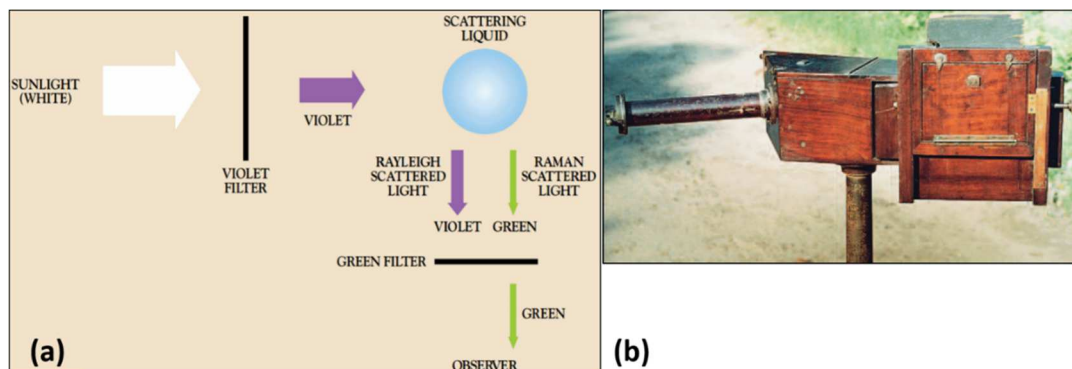 SCATTERING
LIQUID
SUNLIGHT
(WHITE)
VIOLET
VIOLET
FILTER
RAYLEIGH
SCATTERED
LIGHT
RAMAN
SCATTERED
LIGHT
VIOLET
GREEN
GREEN FILTER
GREEN
OBSERVER
(a)
(b)